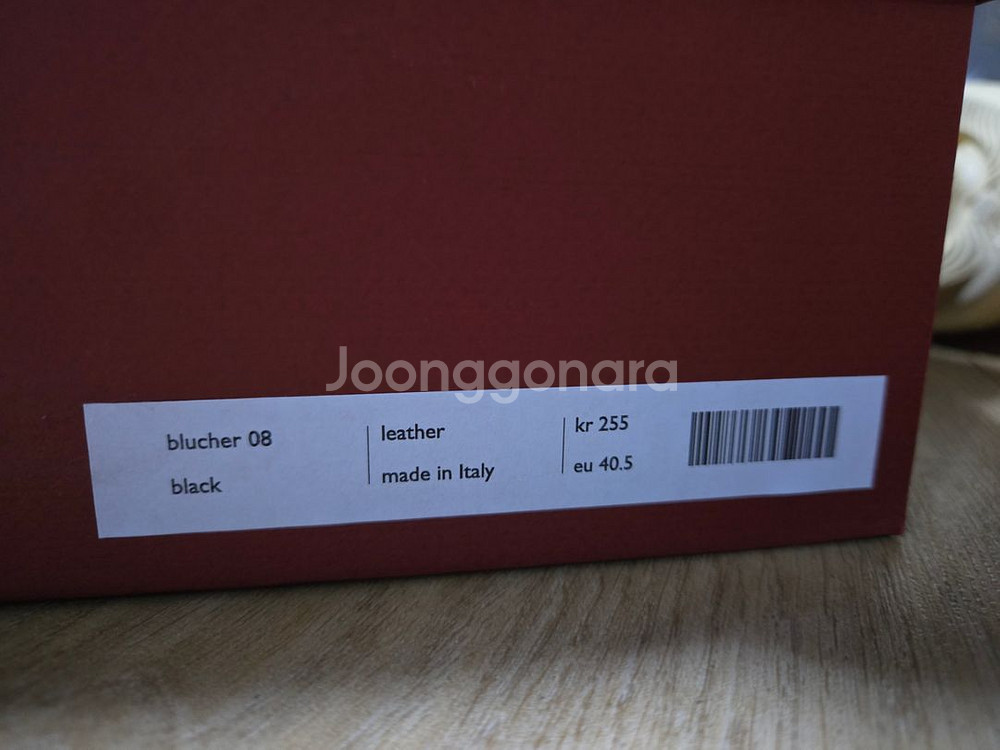 Joonggonara
blucher 08
black
leather
made in Italy
kr 255
eu 40.5